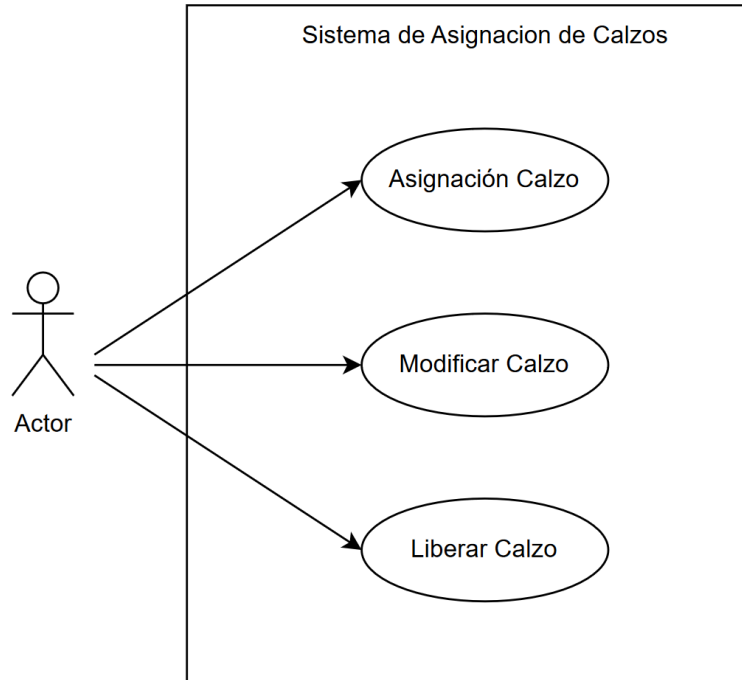 Sistema de Asignacion de Calzos
Asignación Calzo
Modificar Calzo
Actor
Liberar Calzo